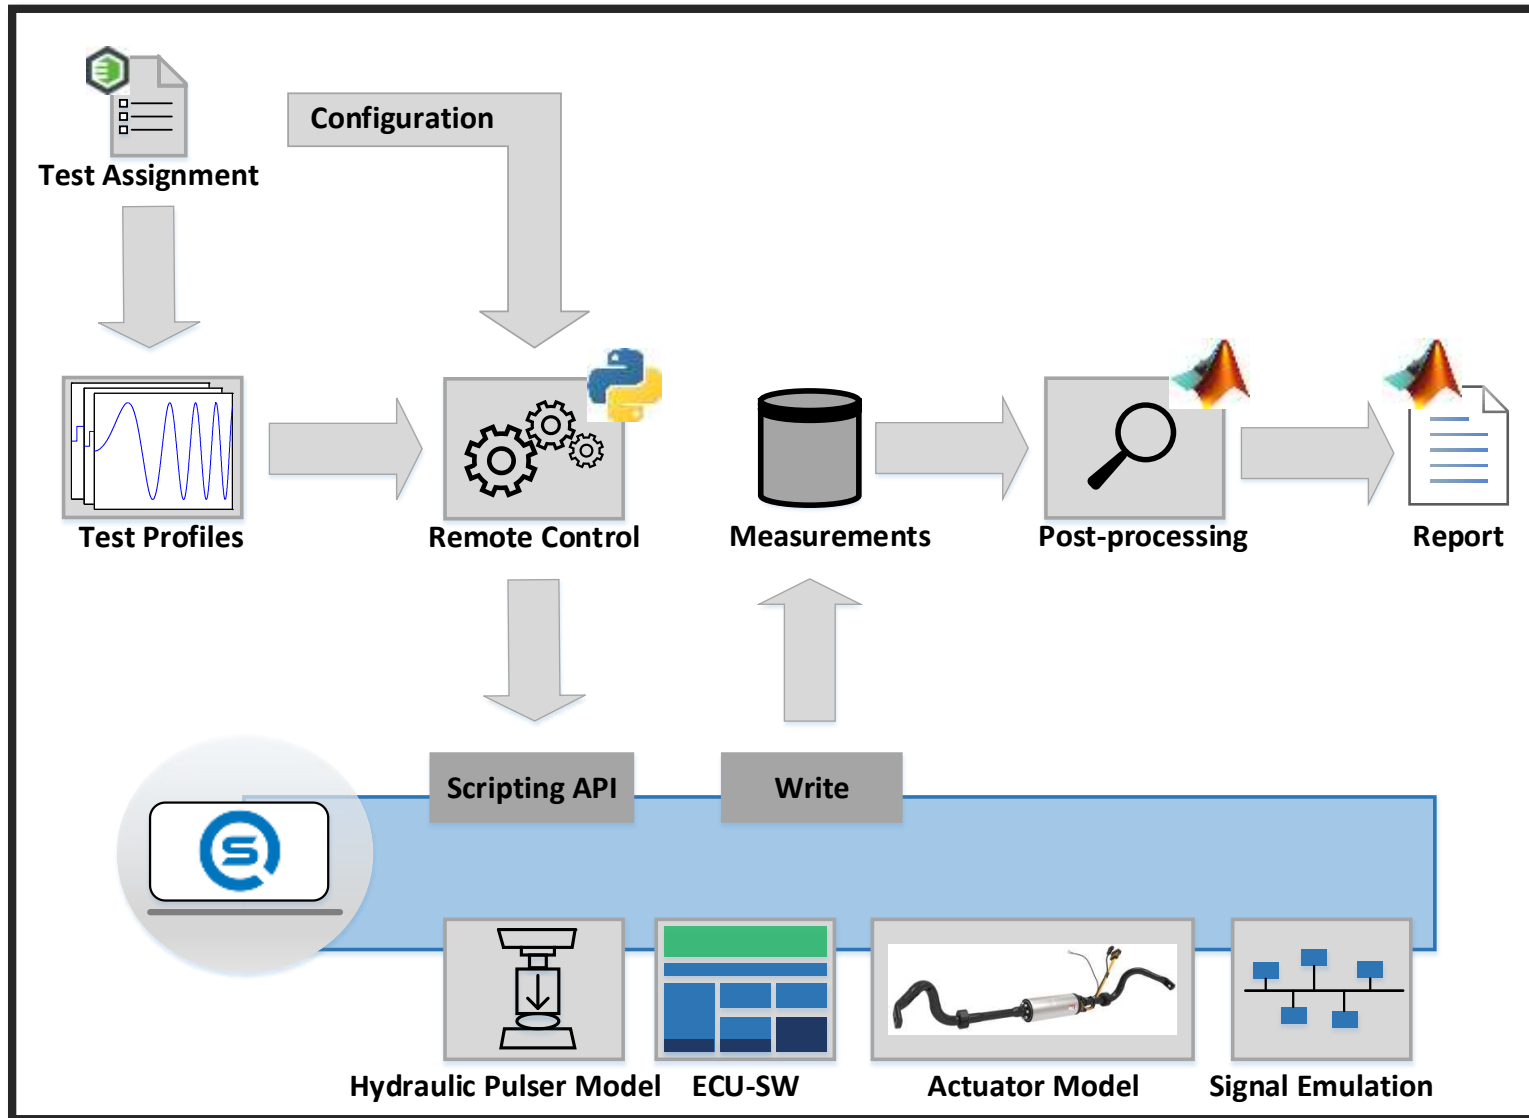 Configuration
Test Assignment
Test Profiles
Remote Control
Measurements
Post-processing
Report
Scripting API
Write
S
Hydraulic Pulser Model
ECU-SW
Actuator Model
Signal Emulation